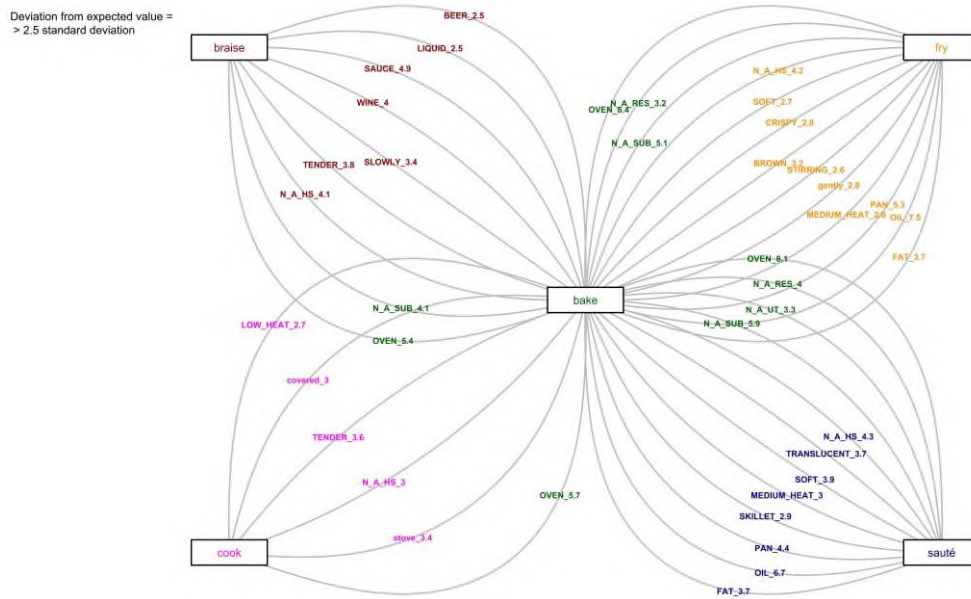 Deviation from expected value =
> 2.5 standard deviation
BEER_2.5
braise
fry
LIQUID_2.5
SAUCE_4.9
N_A_HS_4.2
WINE_4
N_A_RES_3.2
SOFT_2.7
OVEN_6.4
CRISPY_2.8
N_A_SUB_5.1
TENDER_3.8
SLOWLY_3.4
BROWN_3.2
STIRRING_2.6
gently_2.8
N_A_HS_4.1
PAN_5.3
MEDIUM_HEAT_2.6
OIL_7.5
FAT_3.7
OVEN_8.1
N_A_RES_4
bake
N_A_SUB_4.1
N_A_UT_3.3
LOW_HEAT_2.7
N_A_SUB_5.9
OVEN_5.4
covered_3
TENDER_3.6
N_A_HS_4.3
TRANSLUCENT_3.7
N_A_HS_3
SOFT_3.9
OVEN_5.7
MEDIUM_HEAT_3
SKILLET_2.9
stove_3.4
cook
PAN_4.4
sauté
OIL_6.7
FAT_3.7